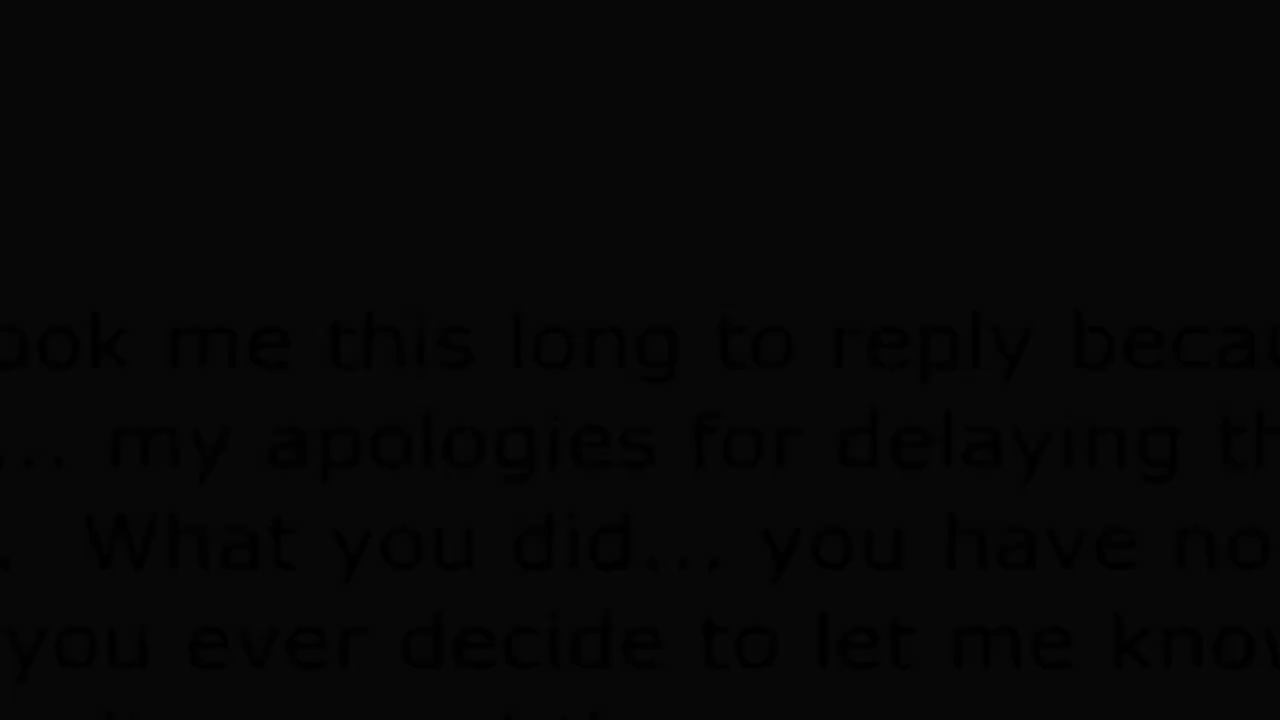 ook me this long to reply beca
... my apologies for delaying th
. What you did... you have no
you ever decide to let me know